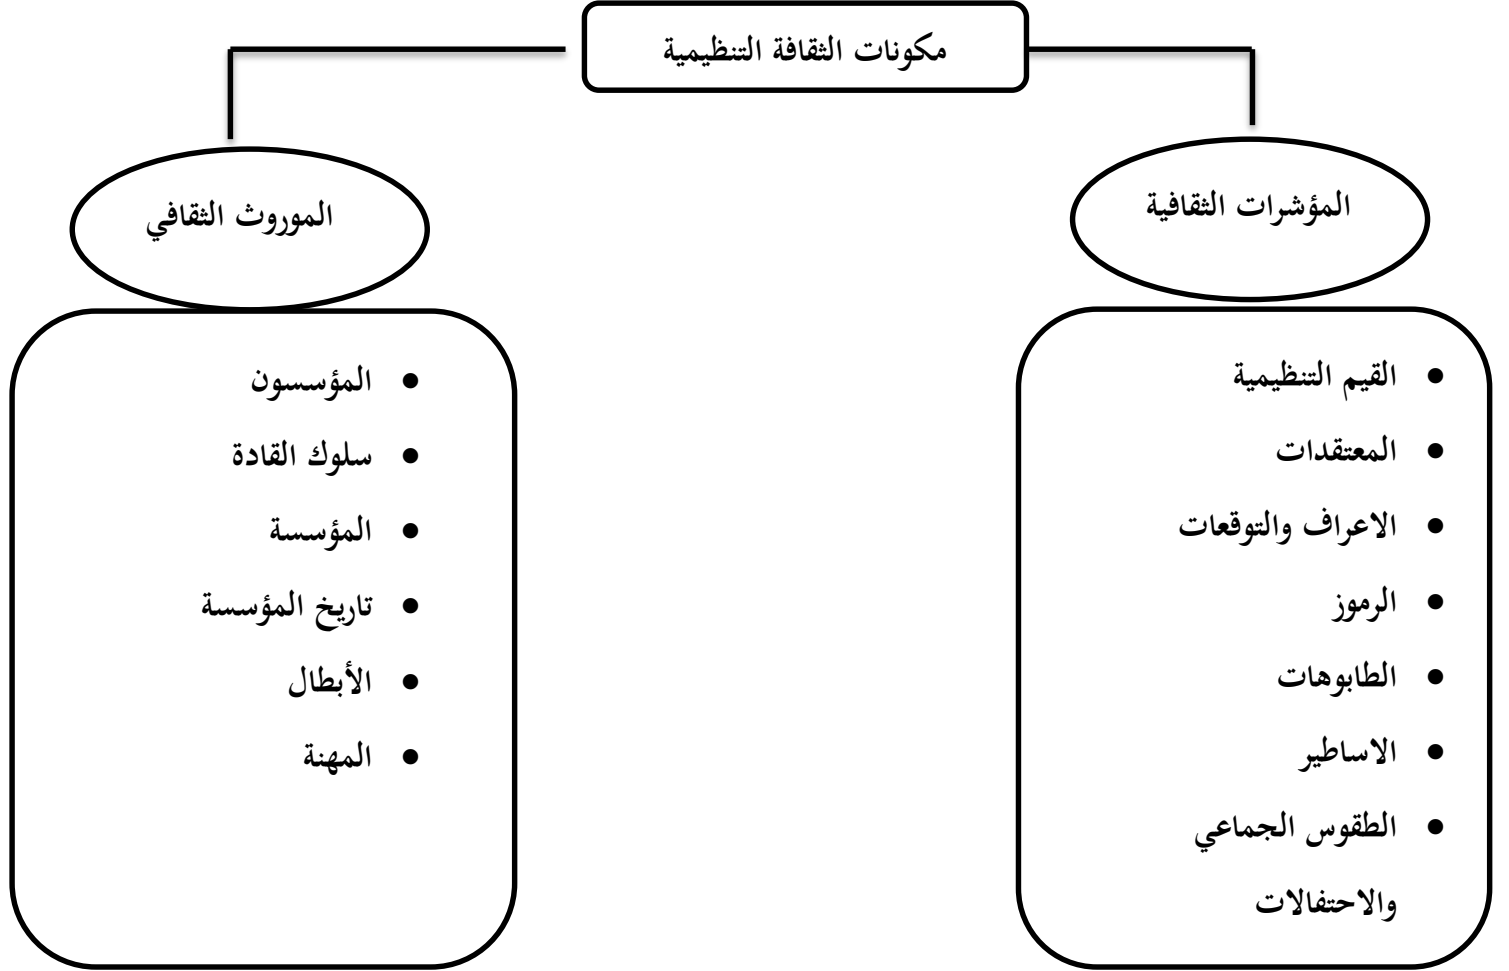 مكونات الثقافة التنظيمية
المؤشرات الثقافية
• القيم التنظيمية
• المعتقدات
• الاعراف والتوقعات
• الرموز
• الطابوهات
• الاساطير
• الطقوس الجماعي
والاحتفالات
الموروث الثقافي
• المؤسسون
• سلوك القادة
• المؤسسة
• تاريخ المؤسسة
• الأبطال
• المهنة